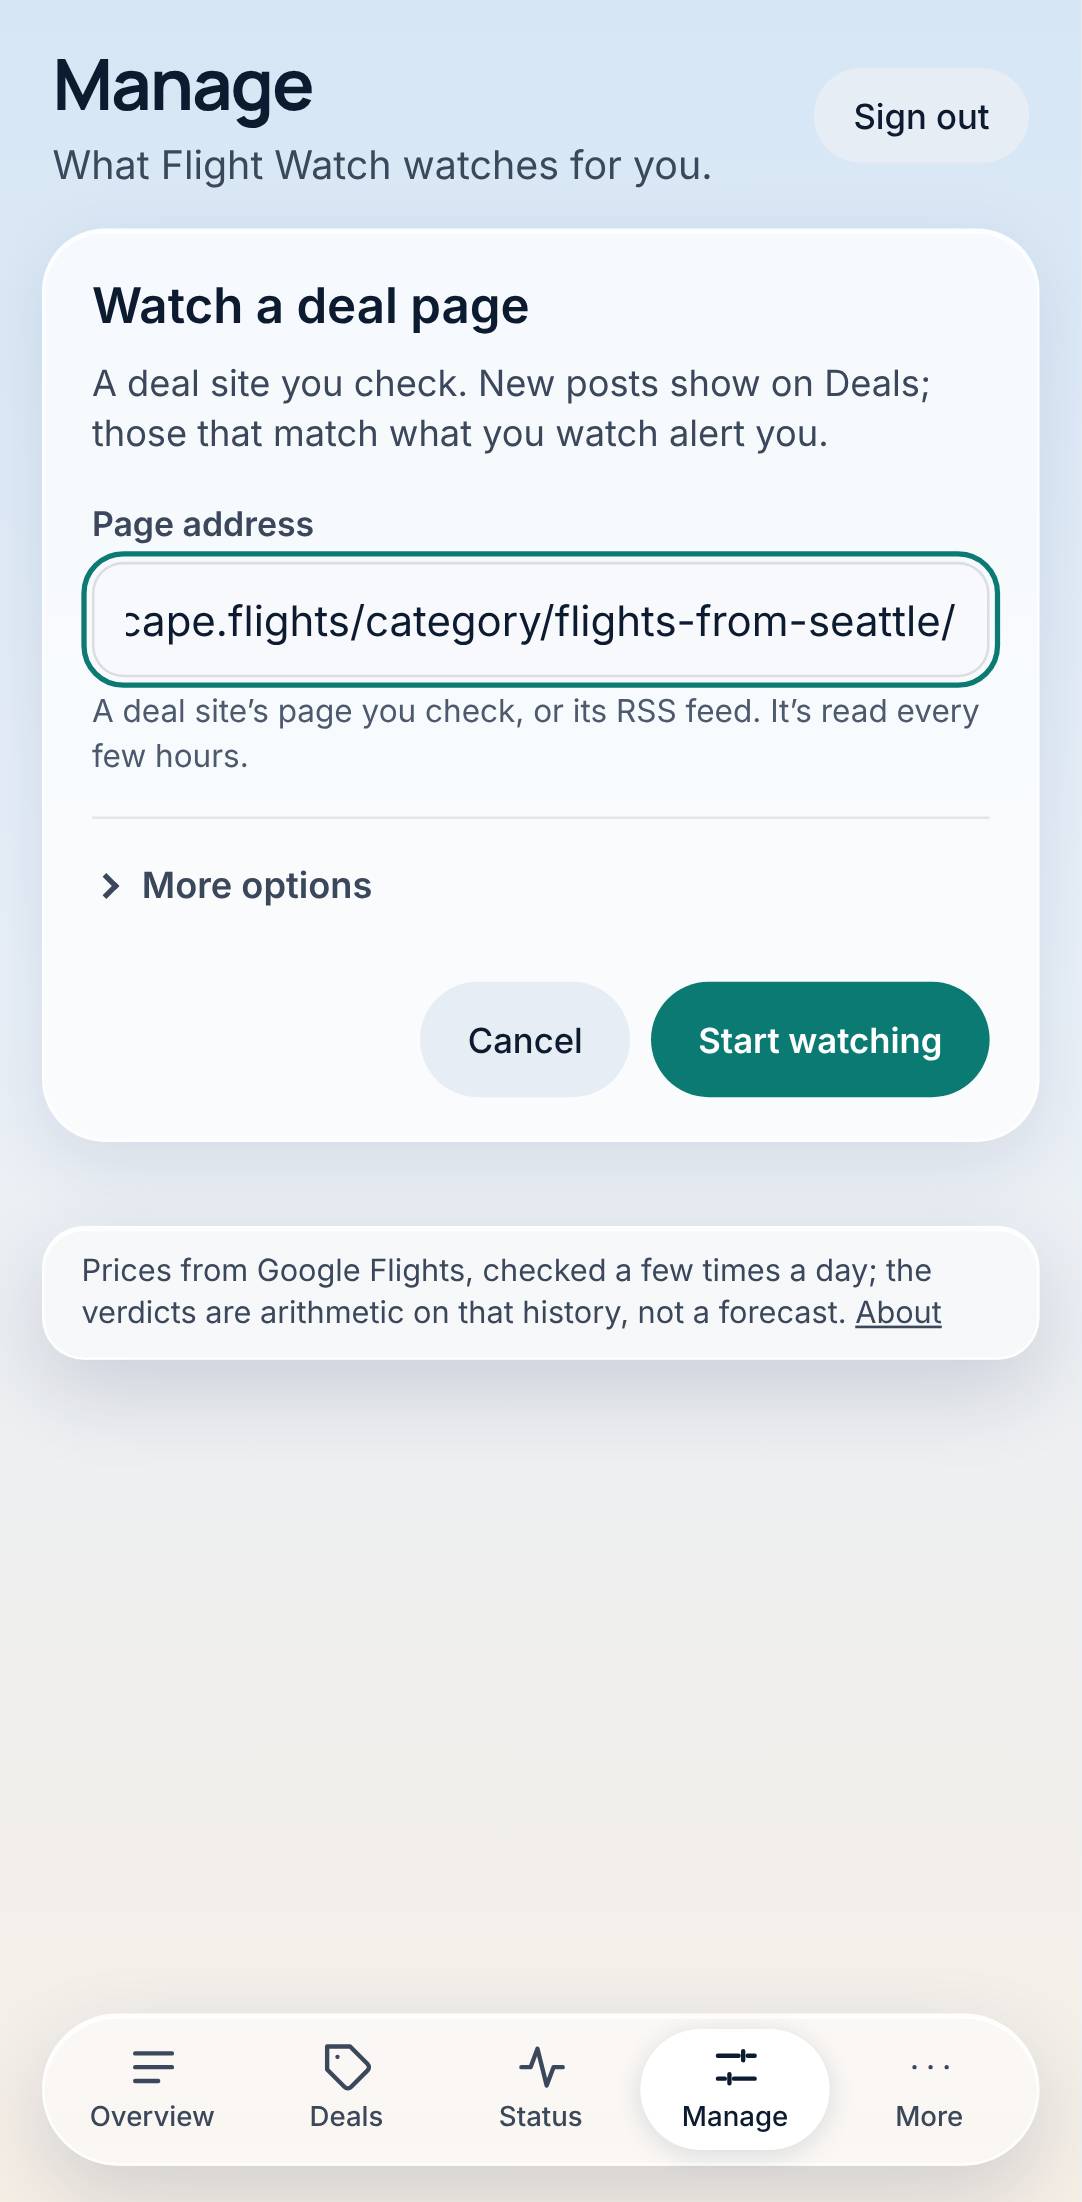 Manage
Sign out
What Flight Watch watches for you.
Watch a deal page
A deal site you check. New posts show on Deals;
those that match what you watch alert you.
Page address
cape.flights/category/flights-from-seattle/
A deal site’s page you check, or its RSS feed. It’s read every
few hours.
More options
Cancel
Start watching
Prices from Google Flights, checked a few times a day; the
verdicts are arithmetic on that history, not a forecast. About
Overview
Deals
Status
Manage
More